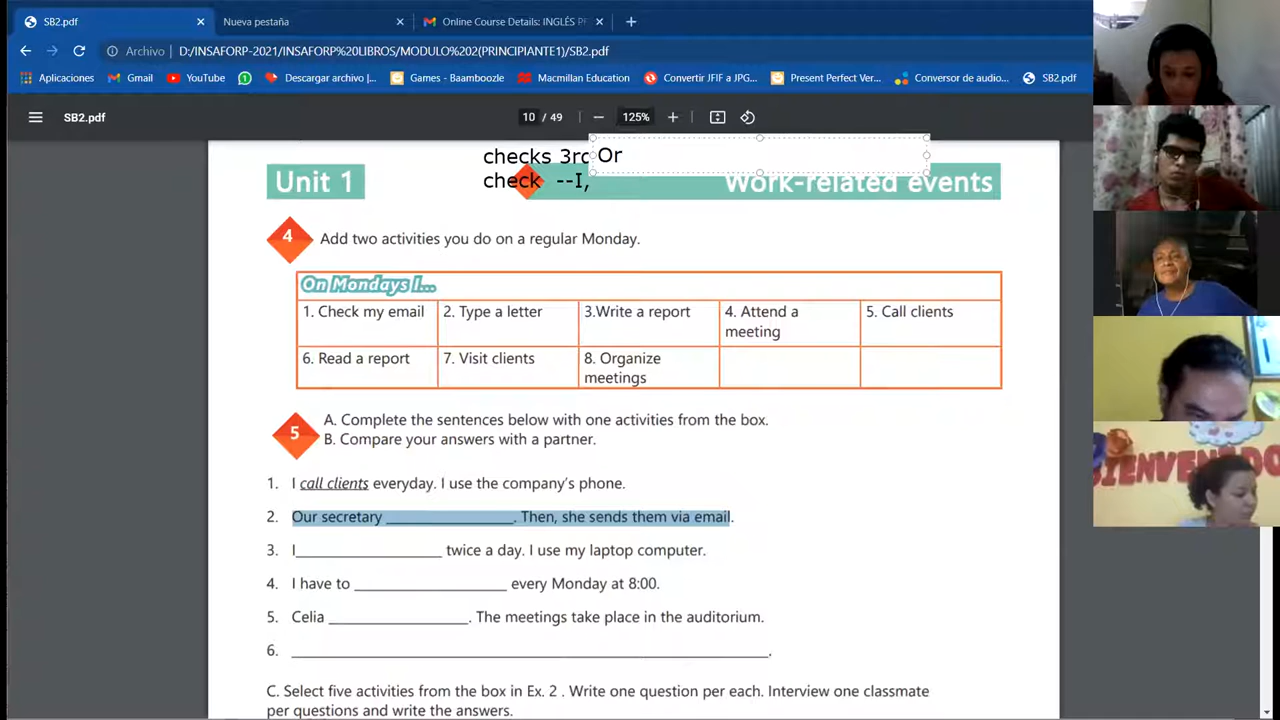 SB2.pdf
Nueva pestaña
Online Course Details: INGLÉS PR
Archivo
D:/INSAFORP-2021/INSAFORP%20LIBROS/MODULO%202(PRINCIPIANTE1)/SB2.pdf
Aplicaciones
Gmail
YouTube
Descargar archivo |...
Games - Baamboozle
Macmillan Education
Convertir JFIF a JPG...
Present Perfect Ver...
Conversor de audio...
SB2.pdf
SB2.pdf
10 / 49
125%
checks 3rd Or
check --I,
Unit 1
Work-related events
4
Add two activities you do on a regular Monday.
On Mondays I...
1. Check my email
2. Type a letter
3.Write a report
4. Attend a
meeting
5. Call clients
6. Read a report
7. Visit clients
8. Organize
meetings
5
A. Complete the sentences below with one activities from the box.
B. Compare your answers with a partner.
1. I call clients everyday. I use the company's phone.
2. Our secretary _______________. Then, she sends them via email.
3. I_________________ twice a day. I use my laptop computer.
4. I have to __________________ every Monday at 8:00.
5. Celia ________________. The meetings take place in the auditorium.
6. ______________________________________________________.
C. Select five activities from the box in Ex. 2 . Write one question per each. Interview one classmate
per questions and write the answers.
BIENVENIDO